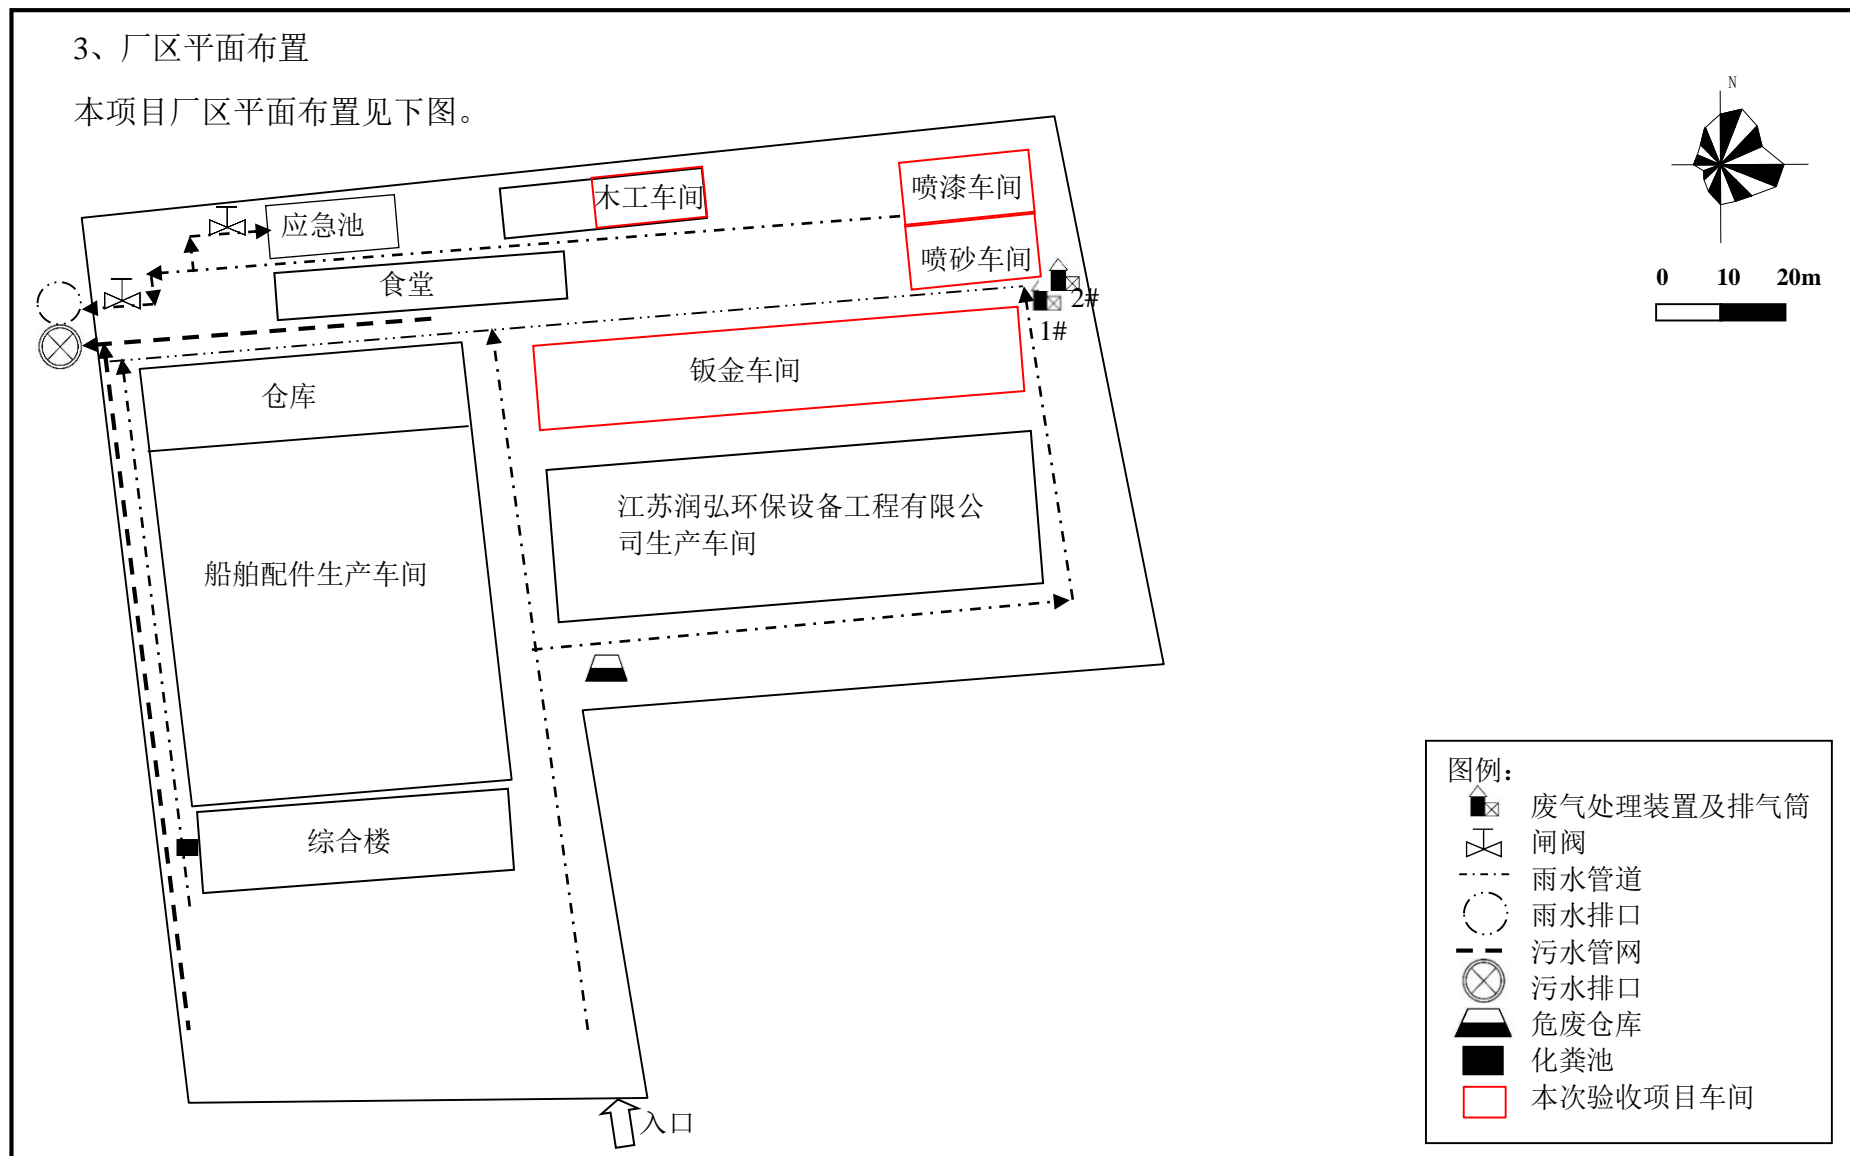 3、厂区平面布置
本项目厂区平面布置见下图。
N
0 10 20m
木工车间
喷漆车间
应急池
喷砂车间
食堂
2#
1#
钣金车间
仓库
江苏润弘环保设备工程有限公
司生产车间
船舶配件生产车间
综合楼
入口
图例：
废气处理装置及排气筒
闸阀
雨水管道
雨水排口
污水管网
污水排口
危废仓库
化粪池
本次验收项目车间